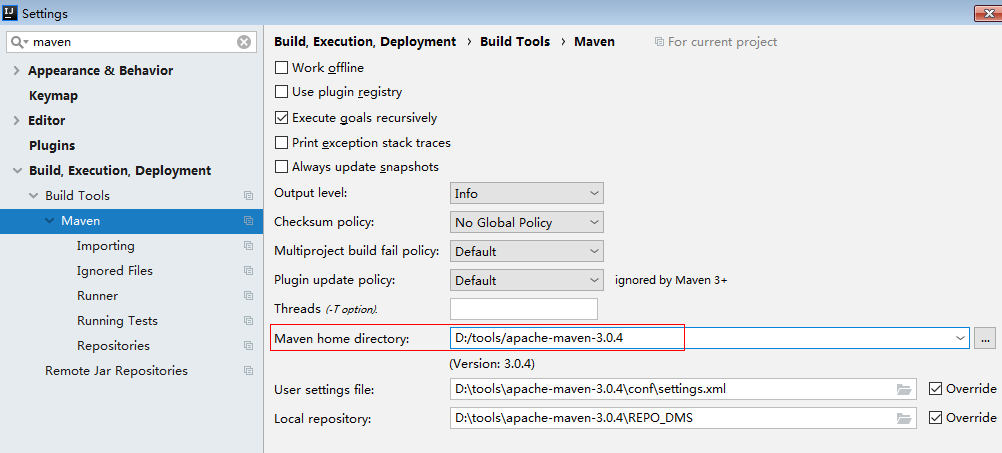 Settings
maven
Appearance & Behavior
Keymap
Editor
Plugins
Build, Execution, Deployment
Build Tools
Maven
Importing
Ignored Files
Runner
Running Tests
Repositories
Remote Jar Repositories
Build, Execution, Deployment › Build Tools › Maven For current project
Work offline
Use plugin registry
Execute goals recursively
Print exception stack traces
Always update snapshots
Output level: Info
Checksum policy: No Global Policy
Multiproject build fail policy: Default
Plugin update policy: Default ignored by Maven 3+
Threads (-T option).
Maven home directory: D:/tools/apache-maven-3.0.4 ...
(Version: 3.0.4)
User settings file: D:\tools\apache-maven-3.0.4\conf\settings.xml Override
Local repository: D:\tools\apache-maven-3.0.4\REPO_DMS Override